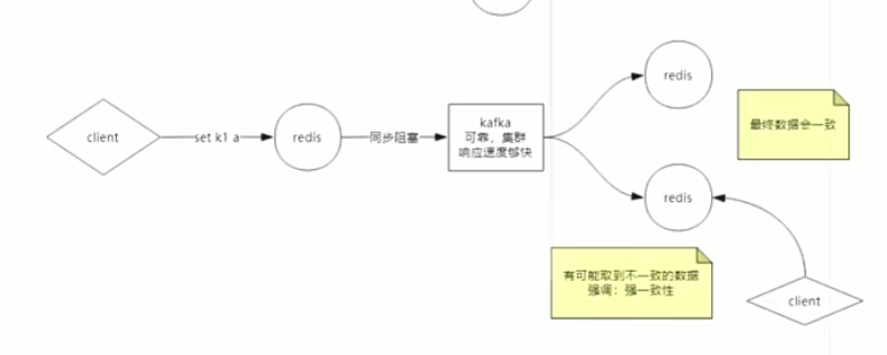 client
set k1 a
redis
同步阻塞
kafka
可靠，集群
响应速度够快
redis
最终数据会一致
redis
有可能取到不一致的数据
强调：强一致性
client